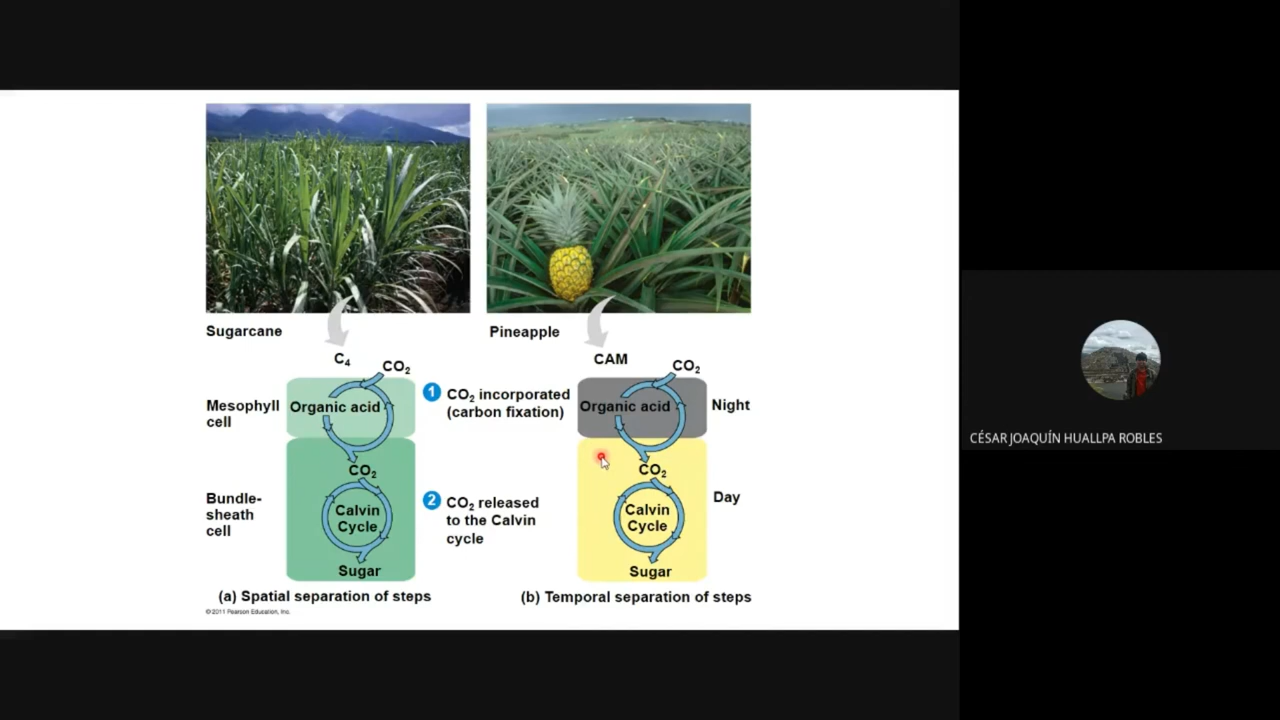 Sugarcane
Pineapple
C4
CO2
CAM
CO2
Mesophyll
cell
Organic acid
1 CO2 incorporated
(carbon fixation)
Organic acid
Night
CO2
CO2
Bundle-
sheath
cell
Calvin
Cycle
2 CO2 released
to the Calvin
cycle
Calvin
Cycle
Day
Sugar
Sugar
(a) Spatial separation of steps
(b) Temporal separation of steps
© 2011 Pearson Education, Inc.
CÉSAR JOAQUÍN HUALLPA ROBLES